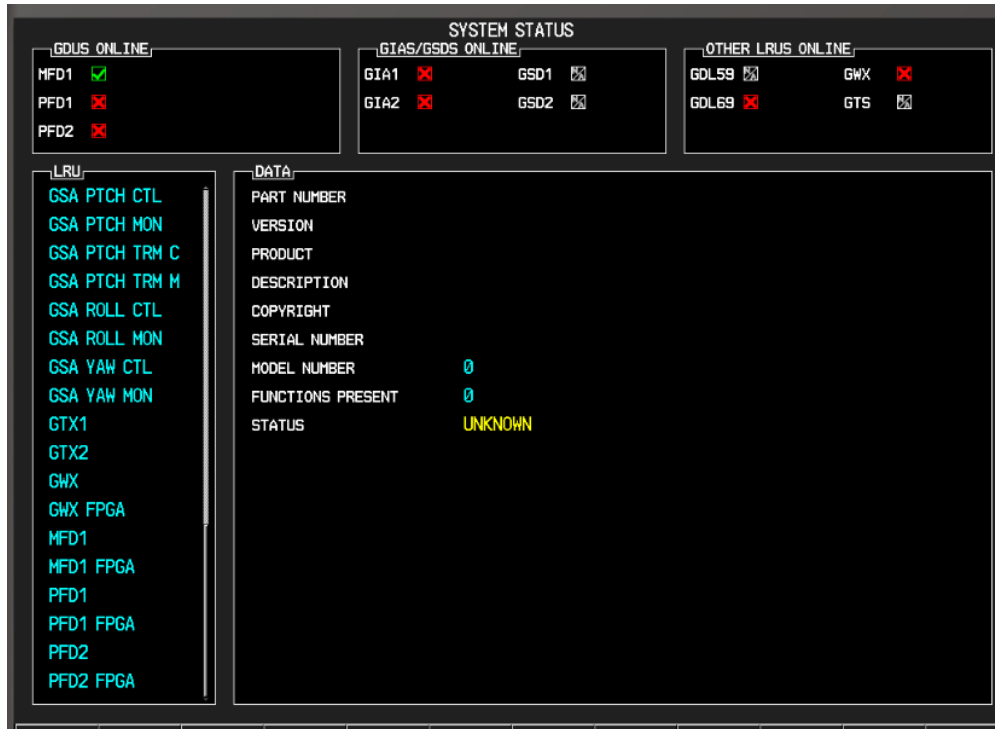 SYSTEM STATUS
GDUS ONLINE
MFD1
PFD1
PFD2
GIAS/GSDS ONLINE
GIA1 GSD1 N/A
GIA2 GSD2 N/A
OTHER LRUS ONLINE
GDL59 N/A GWX
GDL69 GTS N/A
LRU
GSA PTCH CTL
GSA PTCH MON
GSA PTCH TRM C
GSA PTCH TRM M
GSA ROLL CTL
GSA ROLL MON
GSA YAW CTL
GSA YAW MON
GTX1
GTX2
GWX
GWX FPGA
MFD1
MFD1 FPGA
PFD1
PFD1 FPGA
PFD2
PFD2 FPGA
DATA
PART NUMBER
VERSION
PRODUCT
DESCRIPTION
COPYRIGHT
SERIAL NUMBER
MODEL NUMBER 0
FUNCTIONS PRESENT 0
STATUS UNKNOWN